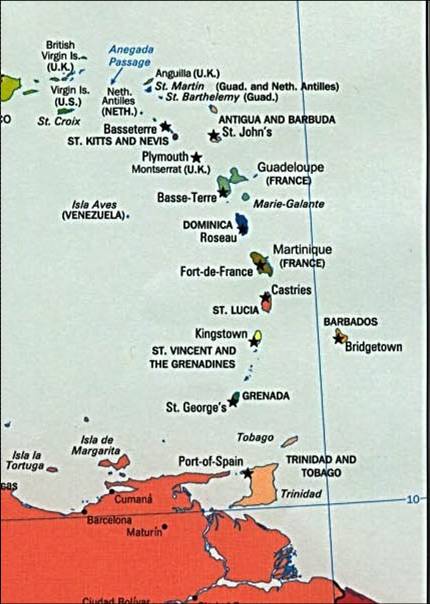 British
Virgin Is.
(U.K.)
Anegada
Passage
Anguilla (U.K.)
St. Martin (Guad. and Neth. Antilles)
St. Barthelemy (Guad.)
Virgin Is.
(U.S.)
Neth.
Antilles
(NETH.)
St. Croix
CO
ANTIGUA AND BARBUDA
St. John's
Basseterre
ST. KITTS AND NEVIS
Plymouth
Montserrat (U.K.)
Guadeloupe
(FRANCE)
Basse-Terre
Marie-Galante
Isla Aves
(VENEZUELA)
DOMINICA
Roseau
Martinique
(FRANCE)
Fort-de-France
Castries
ST. LUCIA
BARBADOS
Bridgetown
Kingstown
ST. VINCENT AND
THE GRENADINES
GRENADA
St. George's
Tobago
Isla la
Tortuga
Isla de
Margarita
Port-of-Spain
TRINIDAD AND
TOBAGO
Trinidad
cas
Cumaná
10
Barcelona
Maturín
Ciudad Bolívar